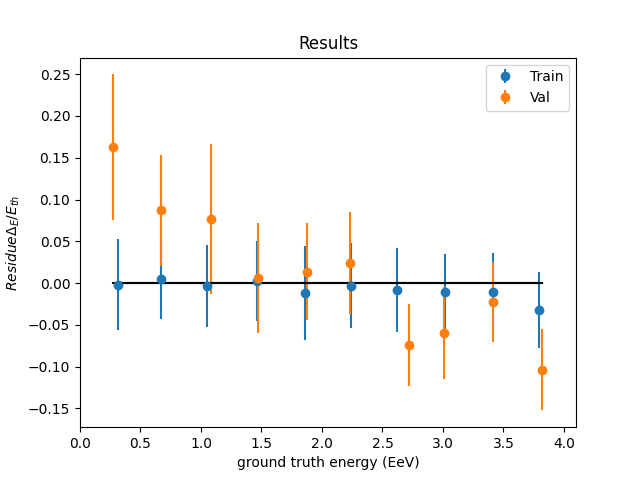 Results
0.25
0.20
0.15
0.10
0.05
0.00
−0.05
−0.10
−0.15
Residue Δ_E/E_th
0.0 0.5 1.0 1.5 2.0 2.5 3.0 3.5 4.0
ground truth energy (EeV)
Train
Val